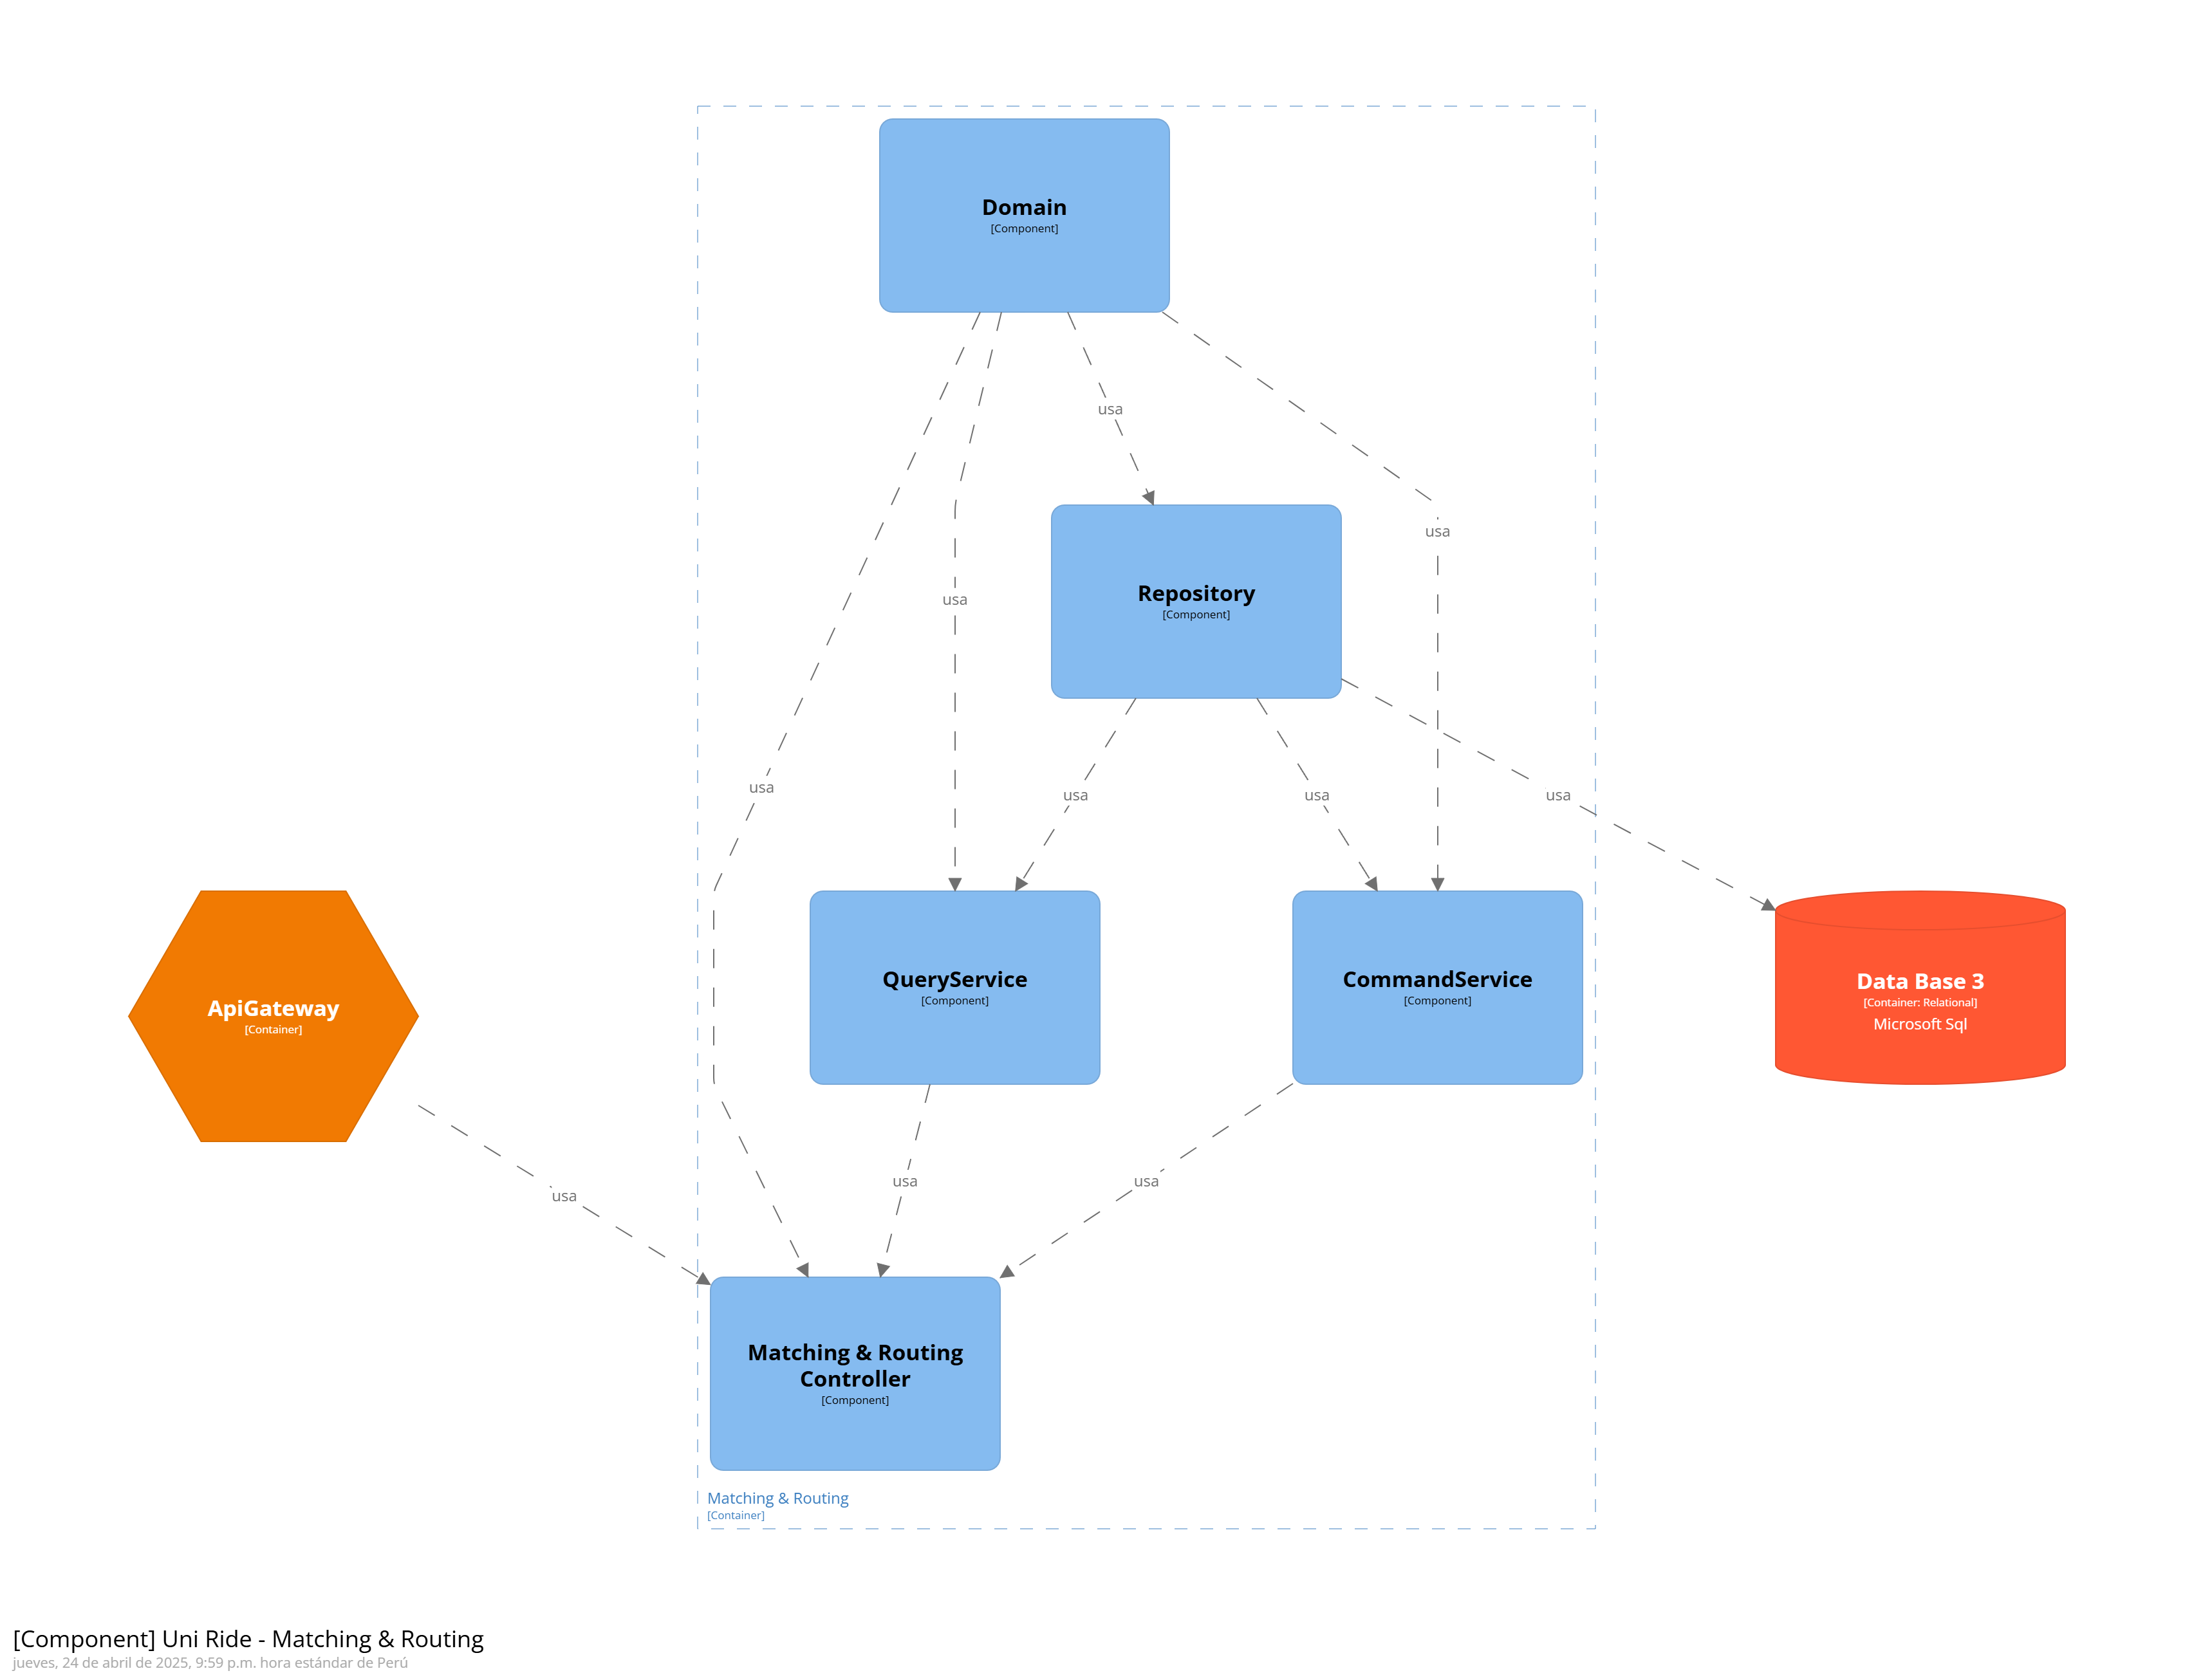 Domain
[Component]
usa
usa
Repository
[Component]
usa
usa
usa
usa
usa
ApiGateway
[Container]
QueryService
[Component]
CommandService
[Component]
Data Base 3
[Container: Relational]
Microsoft Sql
usa
usa
usa
Matching & Routing
Controller
[Component]
Matching & Routing
[Container]
[Component] Uni Ride - Matching & Routing
jueves, 24 de abril de 2025, 9:59 p.m. hora estándar de Perú